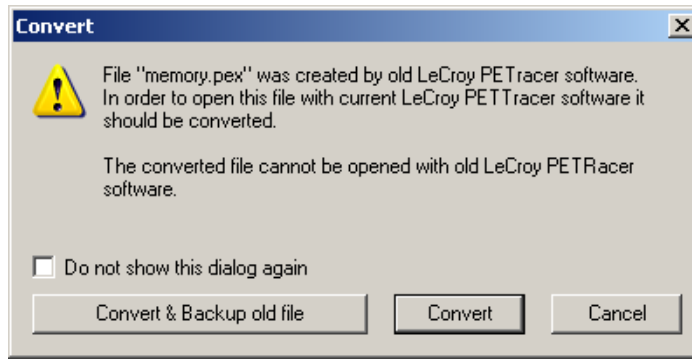 Convert
File "memory.pex" was created by old LeCroy PETracer software.
In order to open this file with current LeCroy PETTracer software it
should be converted.
The converted file cannot be opened with old LeCroy PETRacer
software.
Do not show this dialog again
Convert & Backup old file
Convert
Cancel